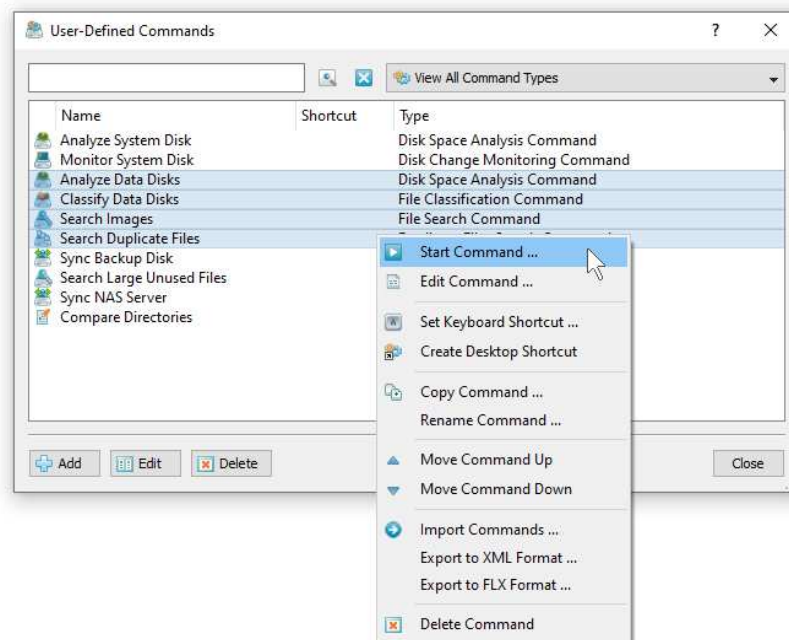 User-Defined Commands
?
View All Command Types
Name Shortcut Type
Analyze System Disk Disk Space Analysis Command
Monitor System Disk Disk Change Monitoring Command
Analyze Data Disks Disk Space Analysis Command
Classify Data Disks File Classification Command
Search Images File Search Command
Search Duplicate Files
Sync Backup Disk
Search Large Unused Files
Sync NAS Server
Compare Directories
Start Command ...
Edit Command ...
Set Keyboard Shortcut ...
Create Desktop Shortcut
Copy Command ...
Rename Command ...
Move Command Up
Move Command Down
Import Commands ...
Export to XML Format ...
Export to FLX Format ...
Delete Command
Add Edit Delete Close